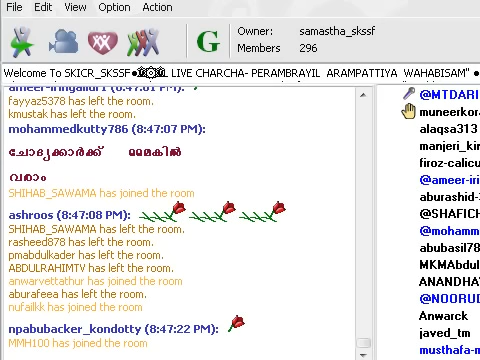 File Edit View Option Action
Owner: samastha_skssf
Members 296
Welcome To SKICR_SKSSF LIVE CHARCHA- PERAMBRAYIL ARAMPATTIYA WAHABISAM" ●
fayyaz5378 has left the room.
kmustak has left the room.
mohammedkutty786 (8:47:07 PM):
ചോദ്യക്കാർക്ക് മൈകിൽ
വരാം
SHIHAB_SAWAMA has joined the room
ashroos (8:47:08 PM):
SHIHAB_SAWAMA has left the room.
rasheed878 has left the room.
pmabdulkader has left the room.
ABDULRAHIMTV has left the room.
anwarvettathur has joined the room
aburafeea has left the room.
nufailkk has joined the room
npabubacker_kondotty (8:47:22 PM):
MMH100 has joined the room
@MTDARI
muneerkora
alaqsa313
manjeri_kin
firoz-calicu
@ameer-iri
aburashid-3
@SHAFICH
@mohamm
abubasil78
MKMAbdul
ANANDHA
@NOORUD
Anwarck
javed_tm
musthafa-m